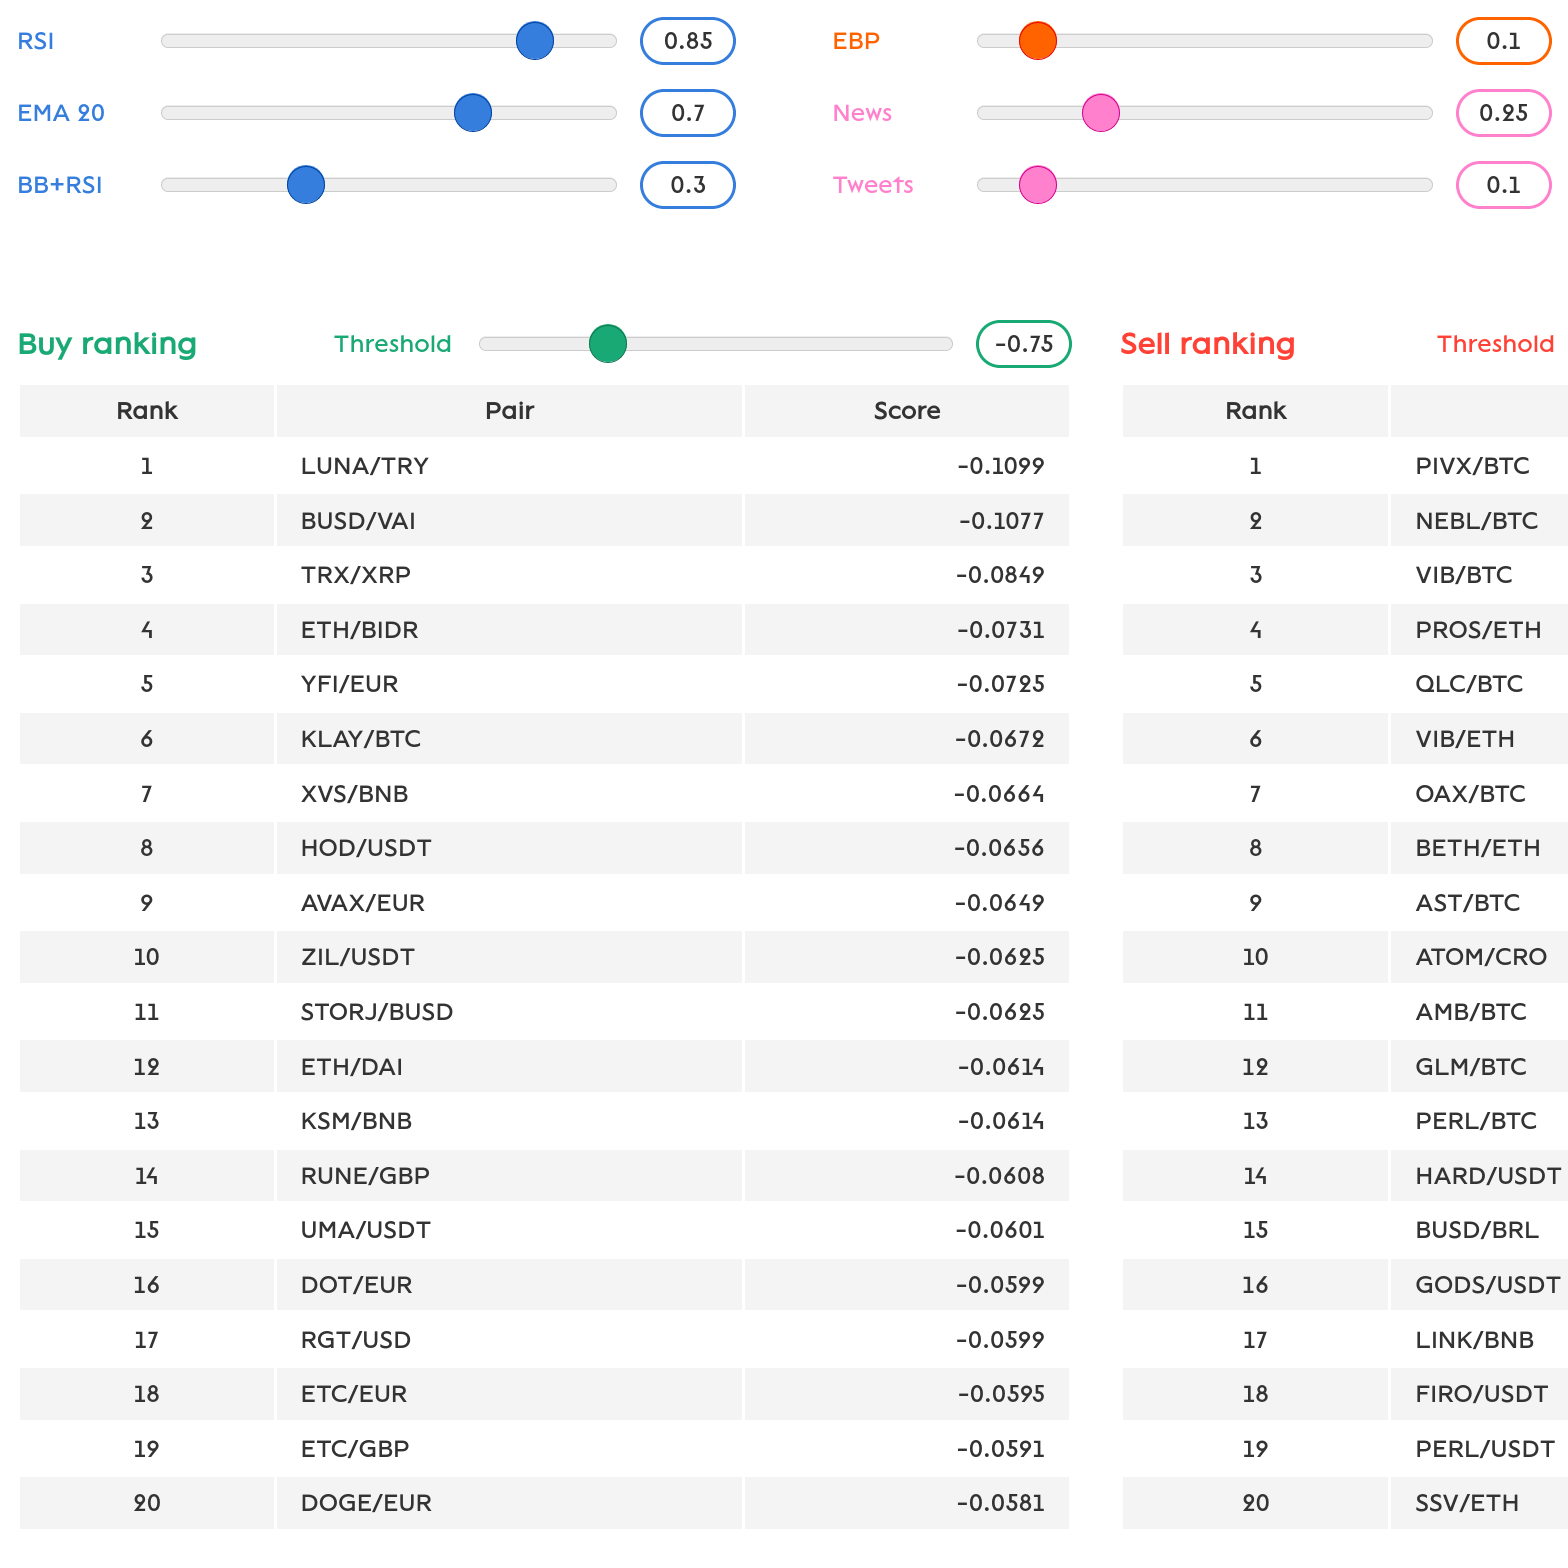 RSI 0.85 EBP 0.1
EMA 20 0.7 News 0.25
BB+RSI 0.3 Tweets 0.1
Buy ranking Threshold -0.75 Sell ranking Threshold
Rank Pair Score Rank
1 LUNA/TRY -0.1099 1 PIVX/BTC
2 BUSD/VAI -0.1077 2 NEBL/BTC
3 TRX/XRP -0.0849 3 VIB/BTC
4 ETH/BIDR -0.0731 4 PROS/ETH
5 YFI/EUR -0.0725 5 QLC/BTC
6 KLAY/BTC -0.0672 6 VIB/ETH
7 XVS/BNB -0.0664 7 OAX/BTC
8 HOD/USDT -0.0656 8 BETH/ETH
9 AVAX/EUR -0.0649 9 AST/BTC
10 ZIL/USDT -0.0625 10 ATOM/CRO
11 STORJ/BUSD -0.0625 11 AMB/BTC
12 ETH/DAI -0.0614 12 GLM/BTC
13 KSM/BNB -0.0614 13 PERL/BTC
14 RUNE/GBP -0.0608 14 HARD/USDT
15 UMA/USDT -0.0601 15 BUSD/BRL
16 DOT/EUR -0.0599 16 GODS/USDT
17 RGT/USD -0.0599 17 LINK/BNB
18 ETC/EUR -0.0595 18 FIRO/USDT
19 ETC/GBP -0.0591 19 PERL/USDT
20 DOGE/EUR -0.0581 20 SSV/ETH